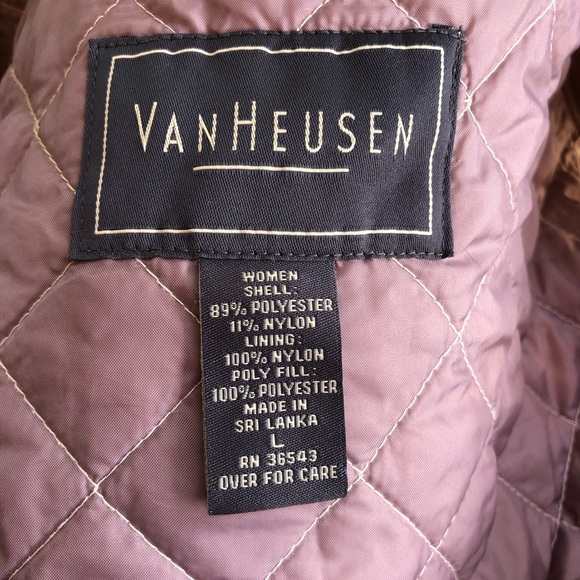 VANHEUSEN
WOMEN
SHELL:
89% POLYESTER
11% NYLON
LINING:
100% NYLON
POLY FILL:
100% POLYESTER
MADE IN
SRI LANKA
L
RN 36543
OVER FOR CARE